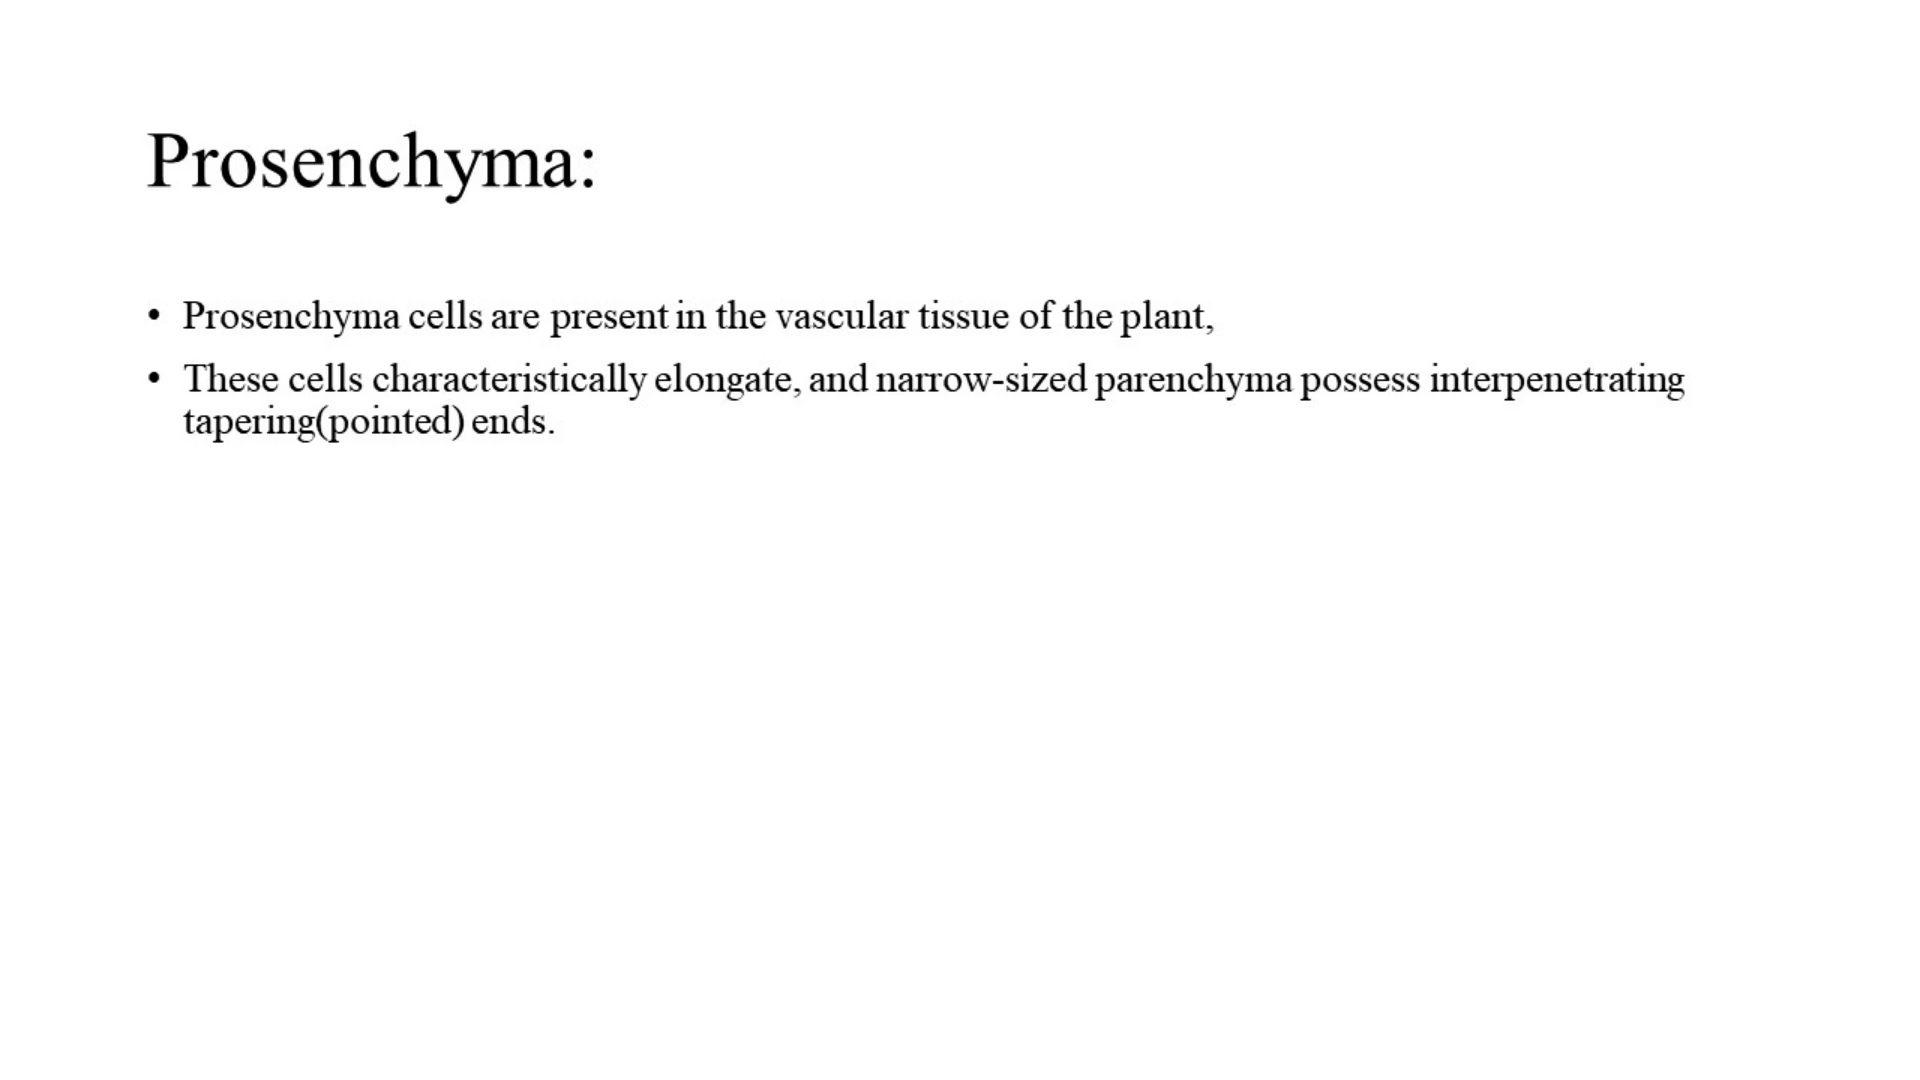 Prosenchyma:
• Prosenchyma cells are present in the vascular tissue of the plant,
• These cells characteristically elongate, and narrow-sized parenchyma possess interpenetrating
tapering(pointed) ends.